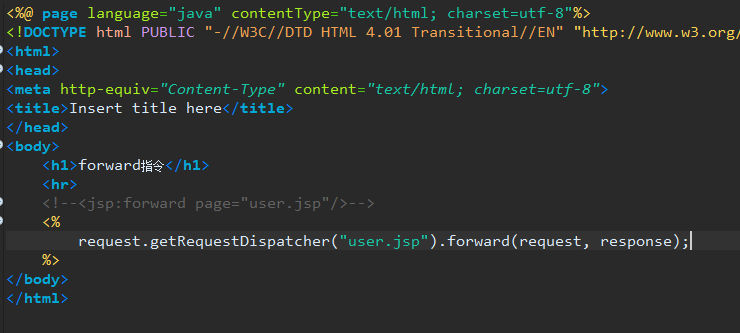 <%@ page language="java" contentType="text/html; charset=utf-8"%>
<!DOCTYPE html PUBLIC "-//W3C//DTD HTML 4.01 Transitional//EN" "http://www.w3.org/
<html>
<head>
<meta http-equiv="Content-Type" content="text/html; charset=utf-8">
<title>Insert title here</title>
</head>
<body>
    <h1>forward指令</h1>
    <hr>
    <!--<jsp:forward page="user.jsp"/>-->
    <%
        request.getRequestDispatcher("user.jsp").forward(request, response);
    %>
</body>
</html>